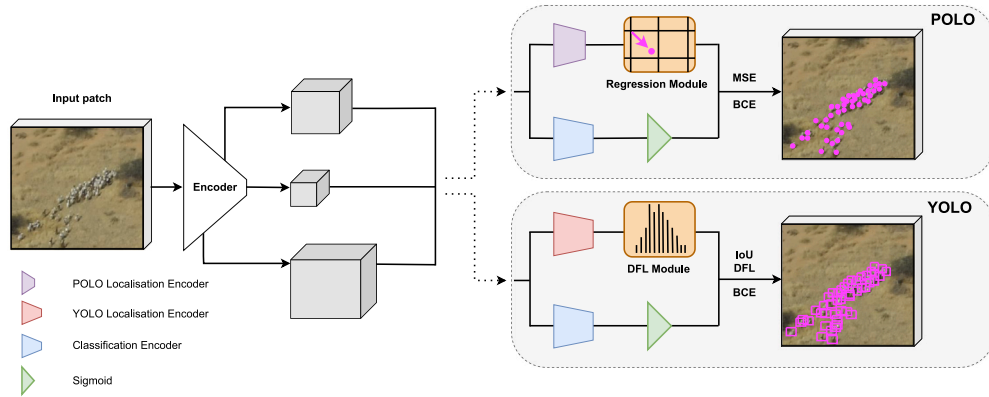 POLO
Regression Module
MSE
BCE
Input patch
Encoder
YOLO
DFL Module
IoU
DFL
BCE
POLO Localisation Encoder
YOLO Localisation Encoder
Classification Encoder
Sigmoid